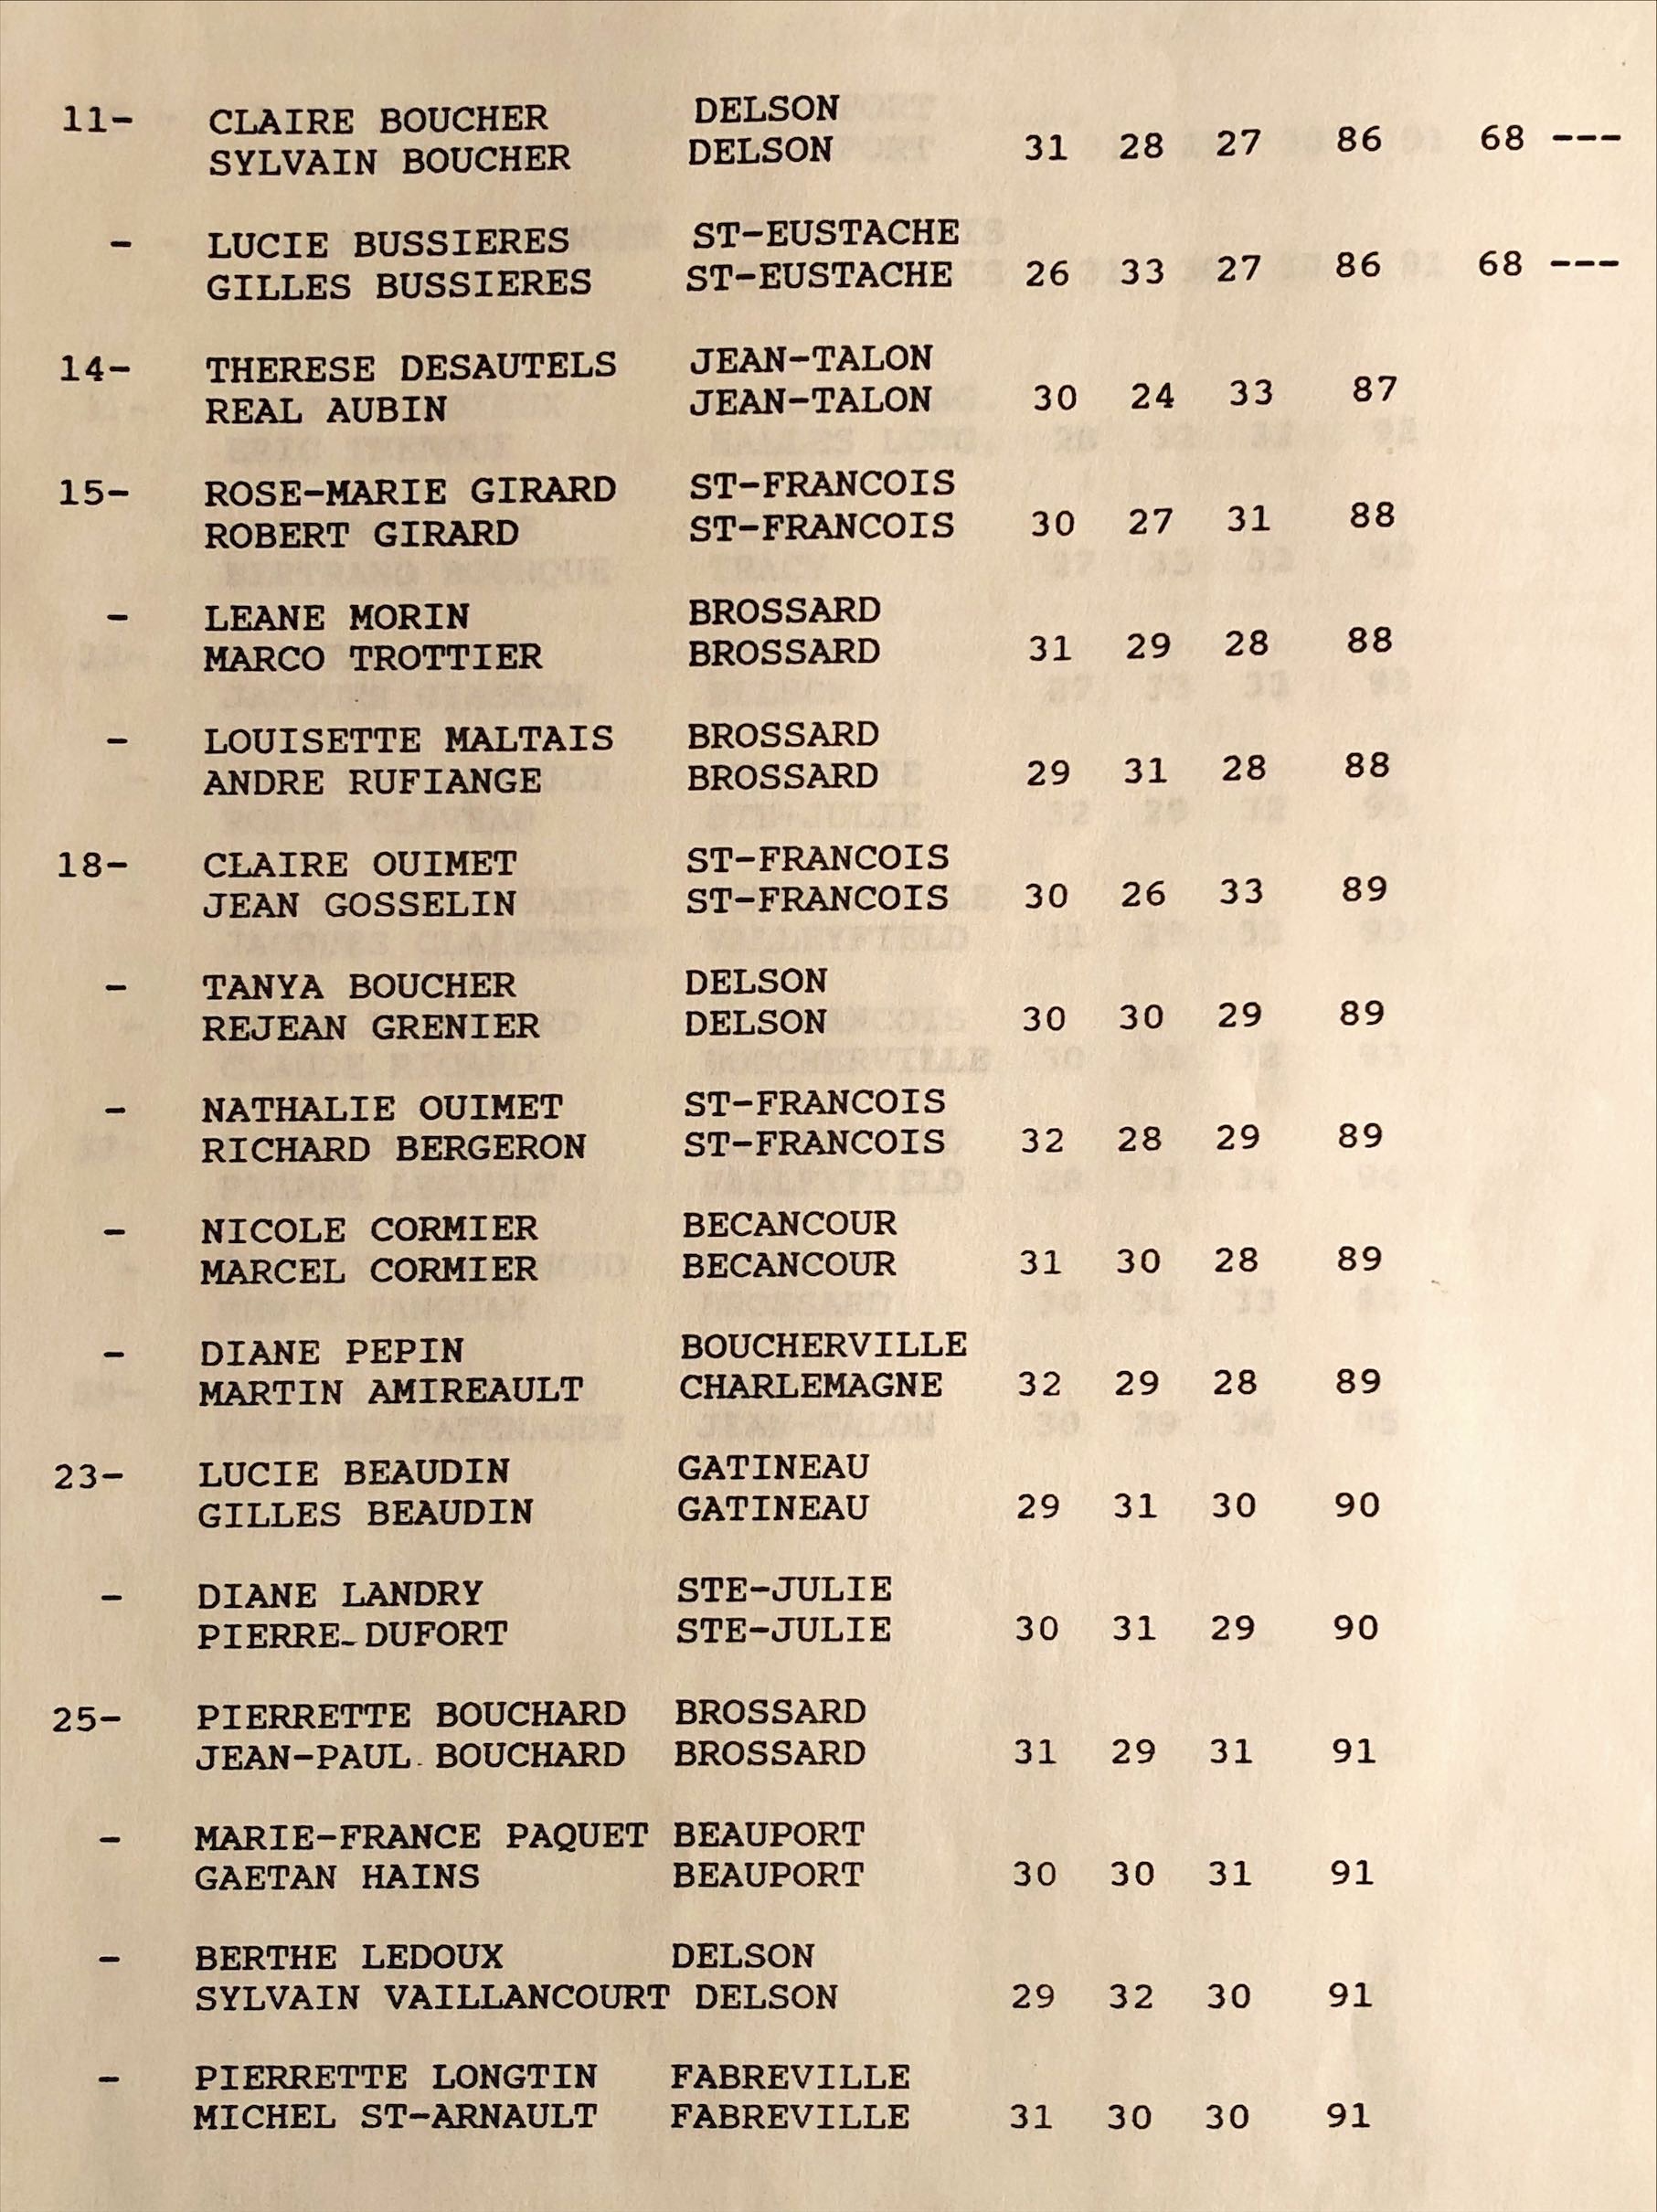 11- CLAIRE BOUCHER DELSON
SYLVAIN BOUCHER DELSON 31 28 27 86 68 ---
- LUCIE BUSSIERES ST-EUSTACHE
GILLES BUSSIERES ST-EUSTACHE 26 33 27 86 68 ---
14- THERESE DESAUTELS JEAN-TALON
REAL AUBIN JEAN-TALON 30 24 33 87
15- ROSE-MARIE GIRARD ST-FRANCOIS
ROBERT GIRARD ST-FRANCOIS 30 27 31 88
- LEANE MORIN BROSSARD
MARCO TROTTIER BROSSARD 31 29 28 88
- LOUISETTE MALTAIS BROSSARD
ANDRE RUFIANGE BROSSARD 29 31 28 88
18- CLAIRE OUIMET ST-FRANCOIS
JEAN GOSSELIN ST-FRANCOIS 30 26 33 89
- TANYA BOUCHER DELSON
REJEAN GRENIER DELSON 30 30 29 89
- NATHALIE OUIMET ST-FRANCOIS
RICHARD BERGERON ST-FRANCOIS 32 28 29 89
- NICOLE CORMIER BECANCOUR
MARCEL CORMIER BECANCOUR 31 30 28 89
- DIANE PEPIN BOUCHERVILLE
MARTIN AMIREAULT CHARLEMAGNE 32 29 28 89
23- LUCIE BEAUDIN GATINEAU
GILLES BEAUDIN GATINEAU 29 31 30 90
- DIANE LANDRY STE-JULIE
PIERRE DUFORT STE-JULIE 30 31 29 90
25- PIERRETTE BOUCHARD BROSSARD
JEAN-PAUL BOUCHARD BROSSARD 31 29 31 91
- MARIE-FRANCE PAQUET BEAUPORT
GAETAN HAINS BEAUPORT 30 30 31 91
- BERTHE LEDOUX DELSON
SYLVAIN VAILLANCOURT DELSON 29 32 30 91
- PIERRETTE LONGTIN FABREVILLE
MICHEL ST-ARNAULT FABREVILLE 31 30 30 91